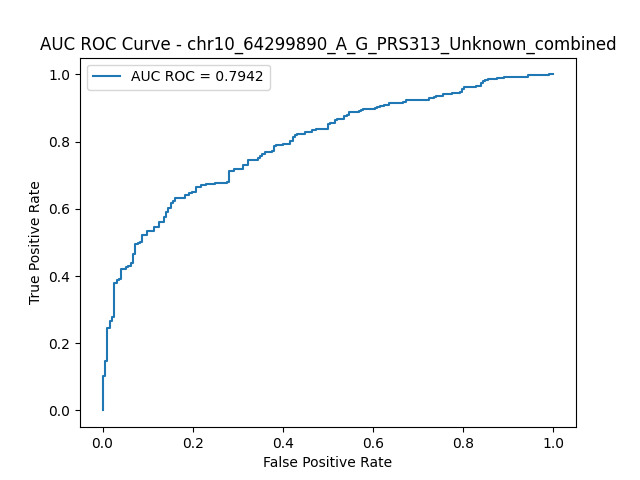 AUC ROC Curve - chr10_64299890_A_G_PRS313_Unknown_combined
AUC ROC = 0.7942
1.0
0.8
0.6
0.4
0.2
0.0
True Positive Rate
0.0 0.2 0.4 0.6 0.8 1.0
False Positive Rate